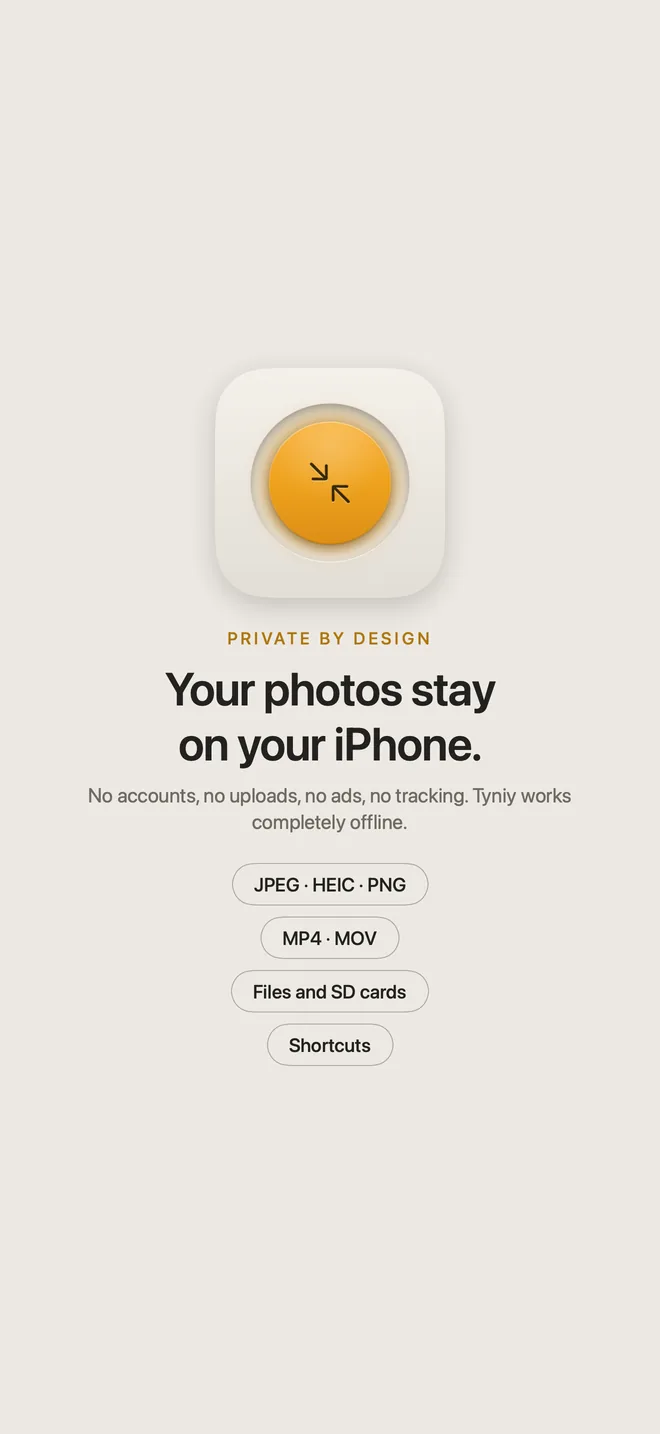 PRIVATE BY DESIGN
Your photos stay
on your iPhone.
No accounts, no uploads, no ads, no tracking. Tyniy works
completely offline.
JPEG · HEIC · PNG
MP4 · MOV
Files and SD cards
Shortcuts